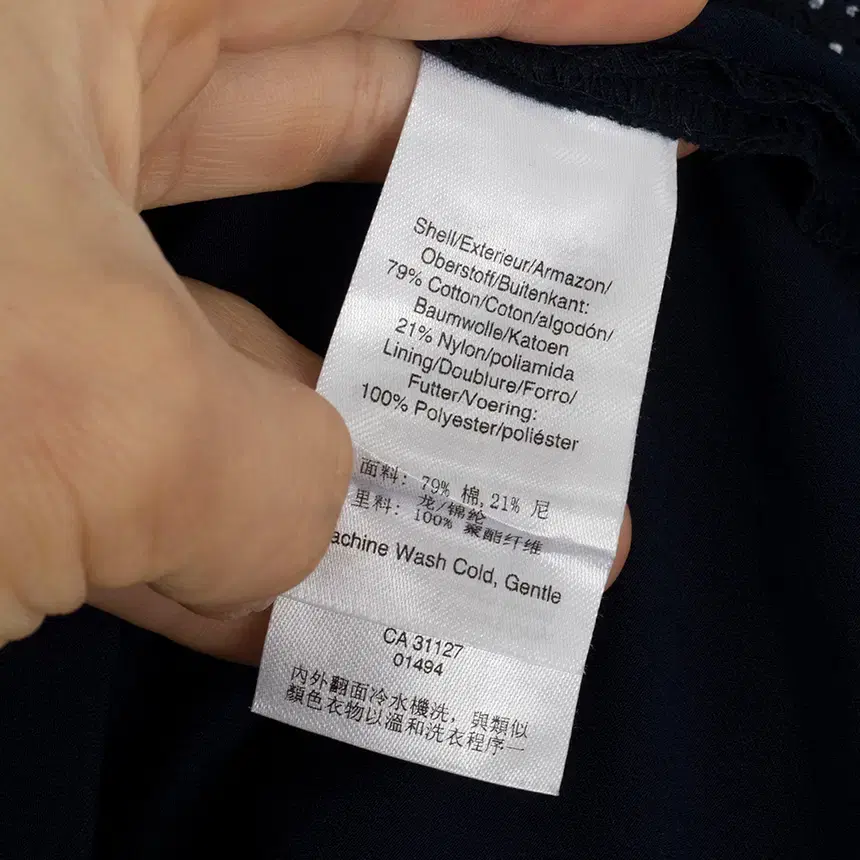 Shell/Exterieur/Armazon/
Oberstoff/Buitenkant:
79% Cotton/Coton/algodón/
Baumwolle/Katoen
21% Nylon/poliamida
Lining/Doublure/Forro/
Futter/Voering:
100% Polyester/poliéster
面料: 79% 棉,21% 尼
龙/锦纶
里料: 100% 聚酯纤维
achine Wash Cold, Gentle
CA 31127
01494
內外翻面冷水機洗, 與類似
顏色衣物以溫和洗衣程序一